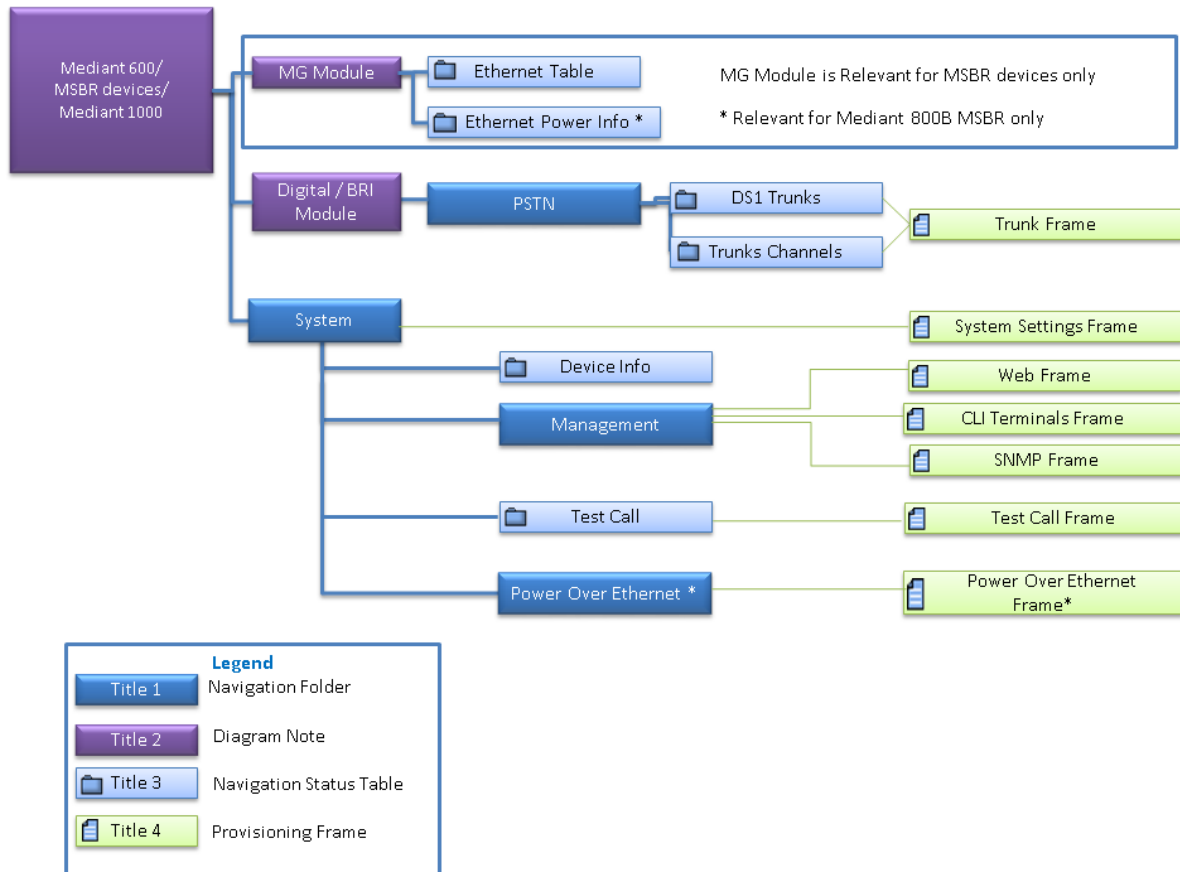 Mediant 600/
MSBR devices/
Mediant 1000
MG Module
Ethernet Table
MG Module is Relevant for MSBR devices only
Ethernet Power Info *
* Relevant for Mediant 800B MSBR only
Digital / BRI
Module
PSTN
DS1 Trunks
Trunks Channels
Trunk Frame
System
System Settings Frame
Device Info
Web Frame
Management
CLI Terminals Frame
SNMP Frame
Test Call
Test Call Frame
Power Over Ethernet *
Power Over Ethernet
Frame*
Legend
Title 1
Navigation Folder
Title 2
Diagram Note
Title 3
Navigation Status Table
Title 4
Provisioning Frame